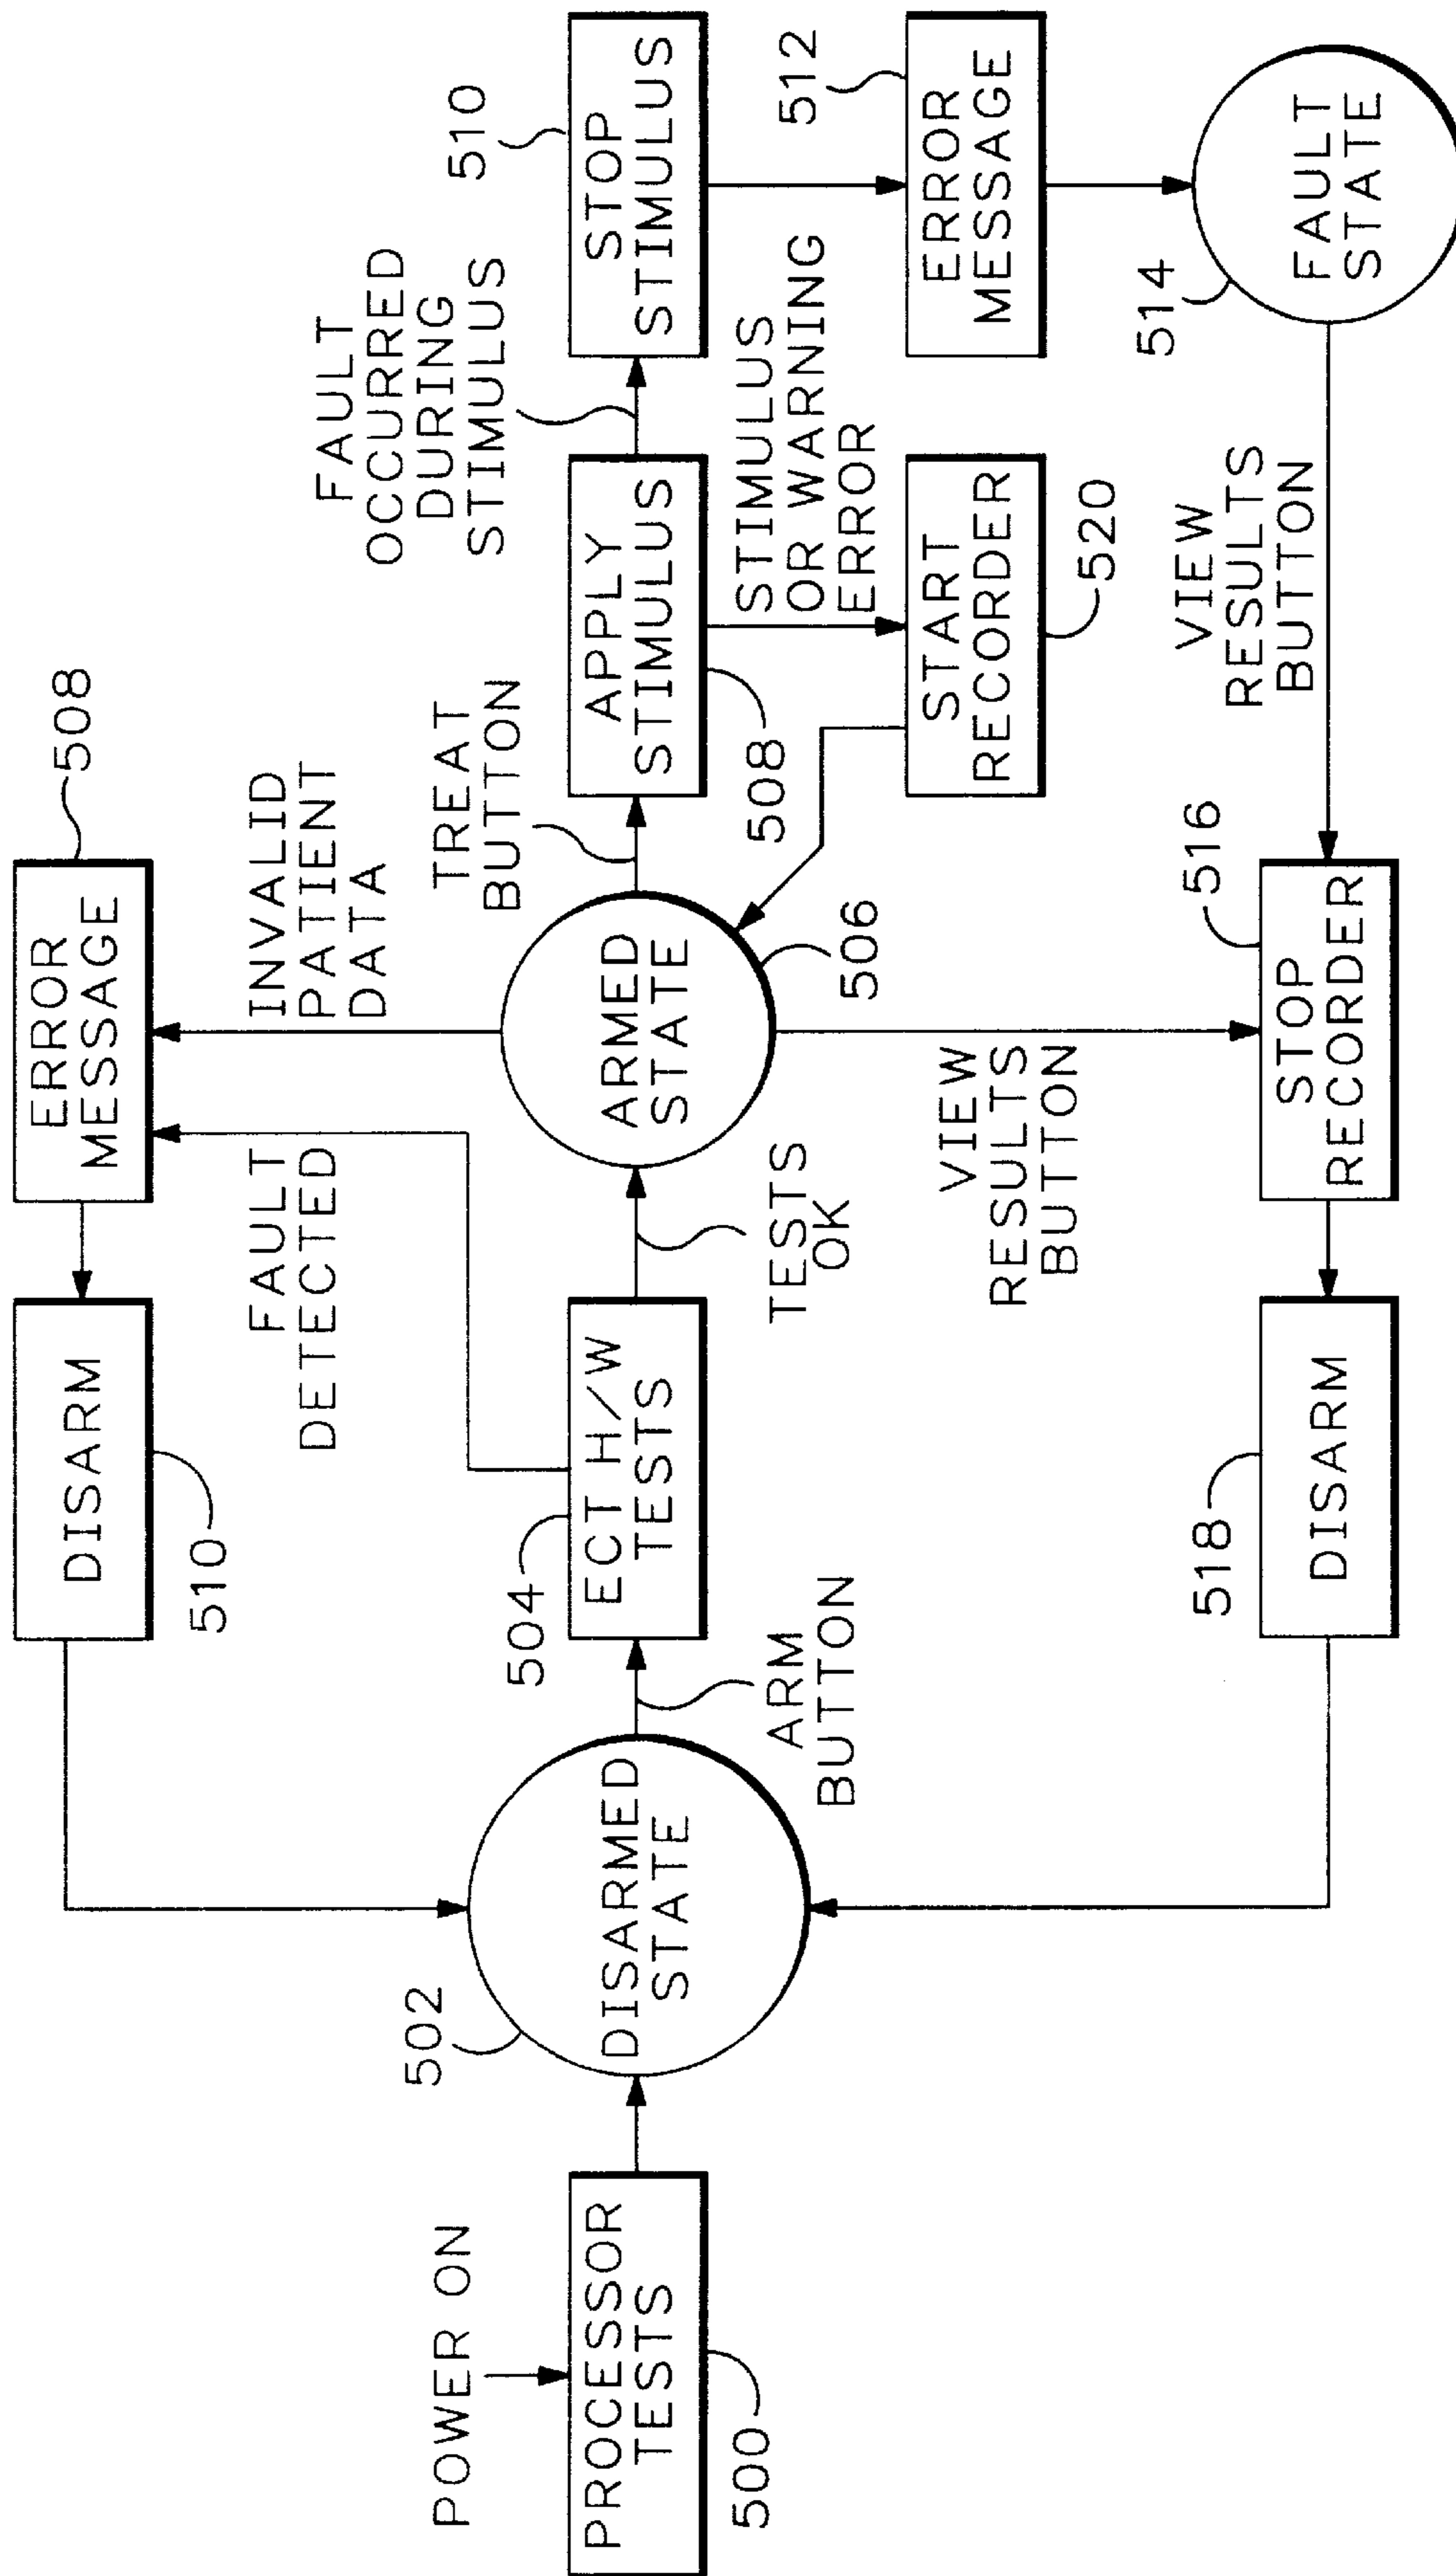 POWER ON
PROCESSOR
TESTS
500
502
DISARMED
STATE
ARM
BUTTON
504
ECT H/W
TESTS
FAULT
DETECTED
TESTS
OK
ARMED
STATE
506
INVALID
PATIENT
DATA
ERROR
MESSAGE
508
DISARM
510
TREAT
BUTTON
APPLY
STIMULUS
508
FAULT
OCCURRED
DURING
STIMULUS
STOP
STIMULUS
510
STIMULUS
OR WARNING
ERROR
START
RECORDER
520
ERROR
MESSAGE
512
FAULT
STATE
514
VIEW
RESULTS
BUTTON
VIEW
RESULTS
BUTTON
STOP
RECORDER
516
DISARM
518